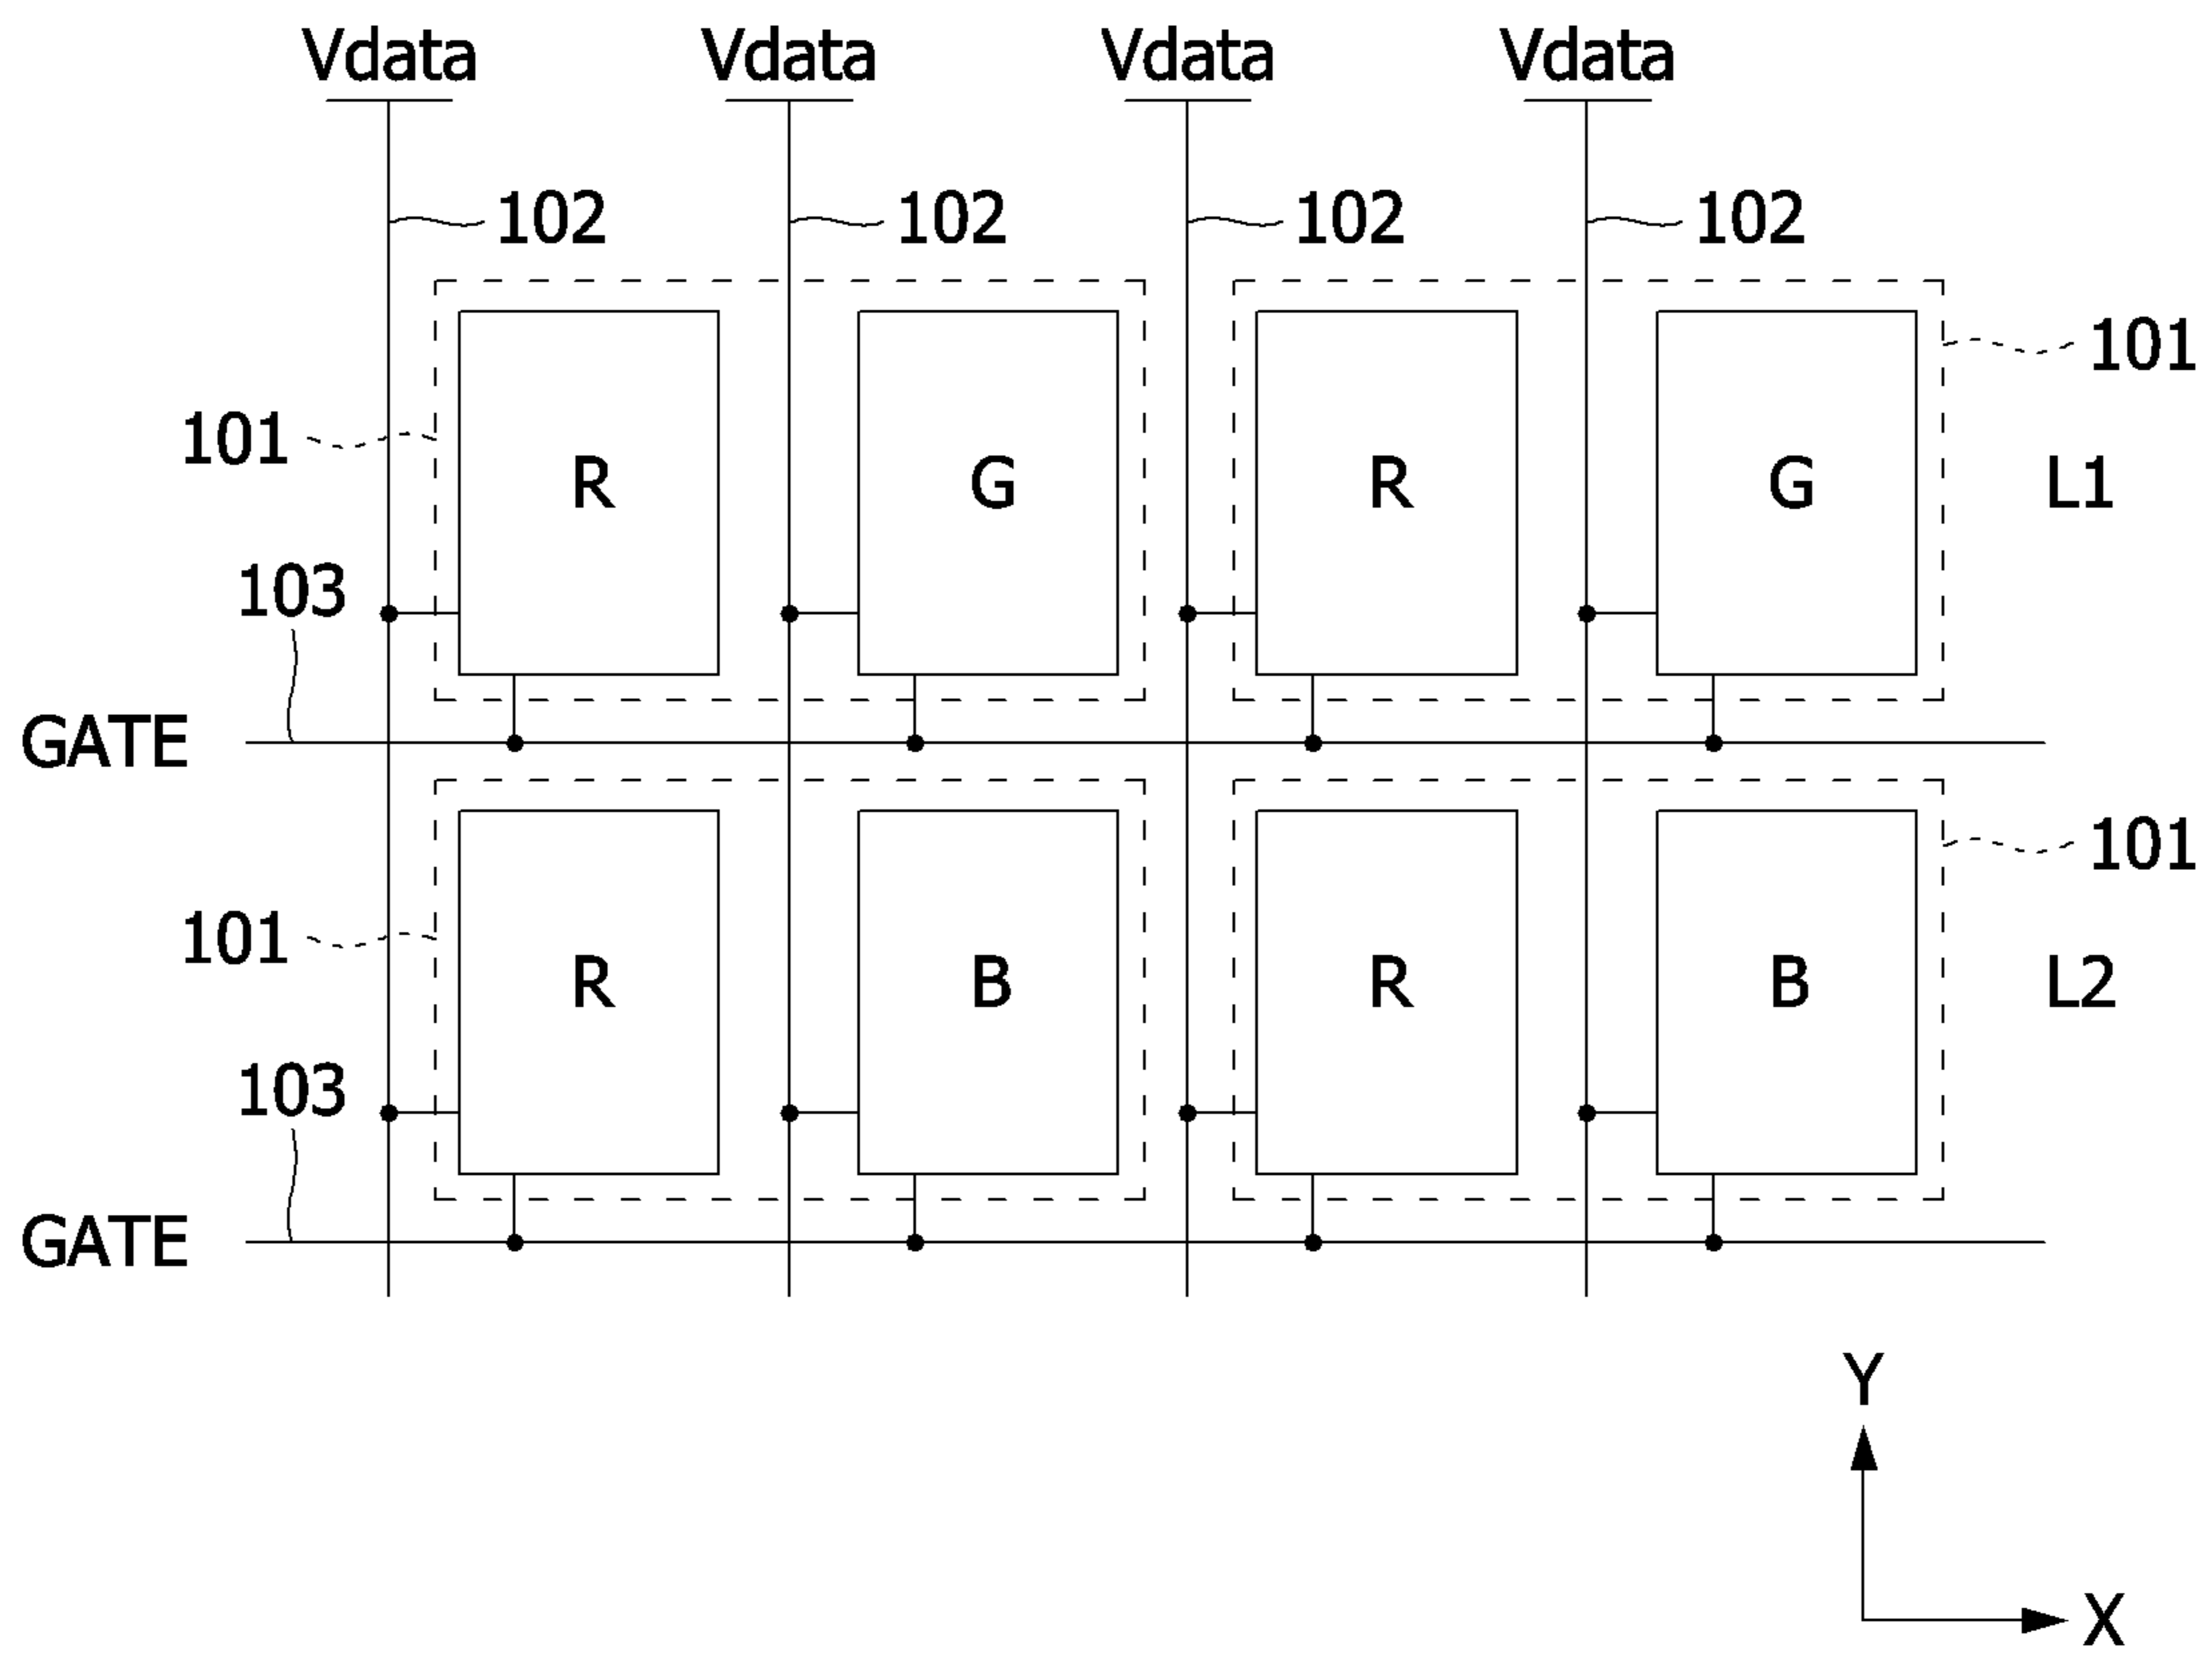 Vdata Vdata Vdata Vdata
102 102 102 102
101
101 R G R G L1
103
GATE
101
101 R B R B L2
103
GATE
Y
X